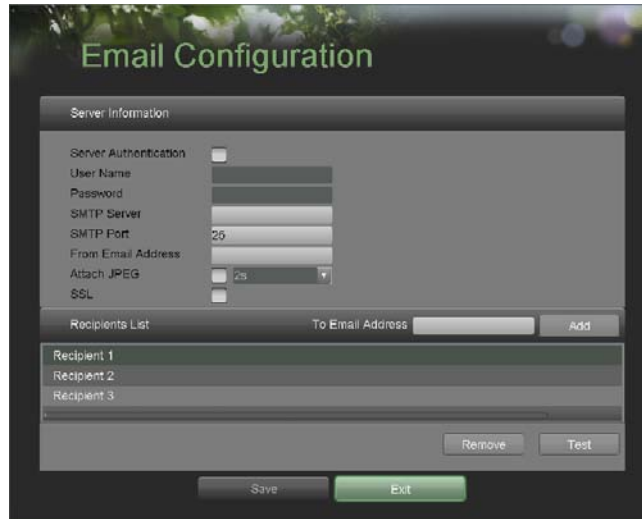 Email Configuration
Server Information
Server Authentication
User Name
Password
SMTP Server
SMTP Port 25
From Email Address
Attach JPEG 2s
SSL
Recipients List To Email Address Add
Recipient 1
Recipient 2
Recipient 3
Remove Test
Save Exit